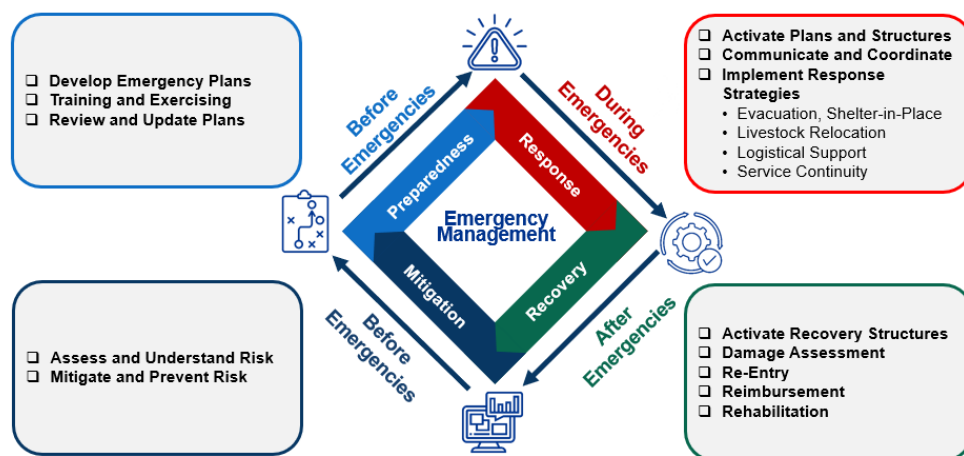 Develop Emergency Plans
Training and Exercising
Review and Update Plans
Before
Emergencies
During
Emergencies
Activate Plans and Structures
Communicate and Coordinate
Implement Response
Strategies
• Evacuation, Shelter-in-Place
• Livestock Relocation
• Logistical Support
• Service Continuity
Preparedness
Response
Emergency
Management
Mitigation
Recovery
Assess and Understand Risk
Mitigate and Prevent Risk
Before
Emergencies
After
Emergencies
Activate Recovery Structures
Damage Assessment
Re-Entry
Reimbursement
Rehabilitation